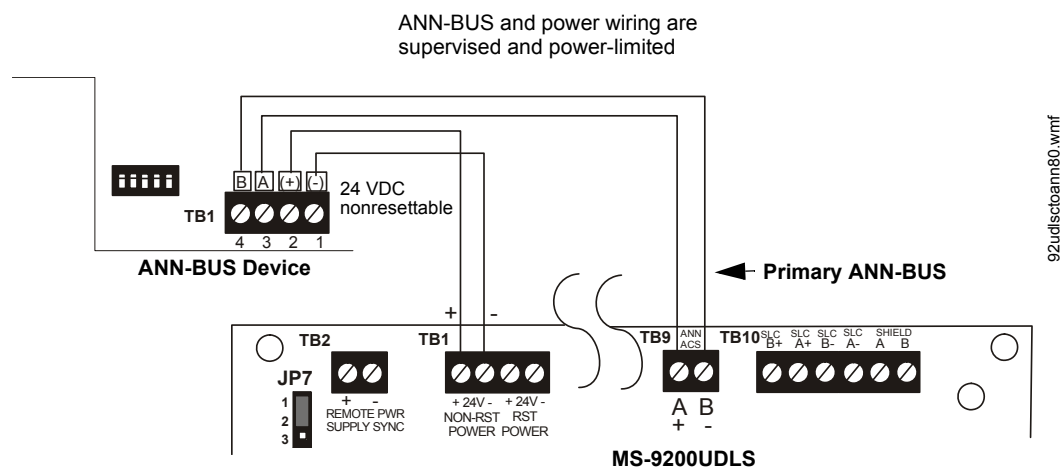 ANN-BUS and power wiring are
supervised and power-limited
92udlsctoann80.wmf
B A (+) (-)
24 VDC
nonresettable
TB1
4 3 2 1
ANN-BUS Device
Primary ANN-BUS
+ -
TB2
TB1
TB9
ANN
ACS
TB10
SLC SLC SLC SLC SHIELD
B+ A+ B- A- A B
JP7
1
2
3
+ -
REMOTE PWR
SUPPLY SYNC
+ 24V - + 24V -
NON-RST RST
POWER POWER
A B
+ -
MS-9200UDLS